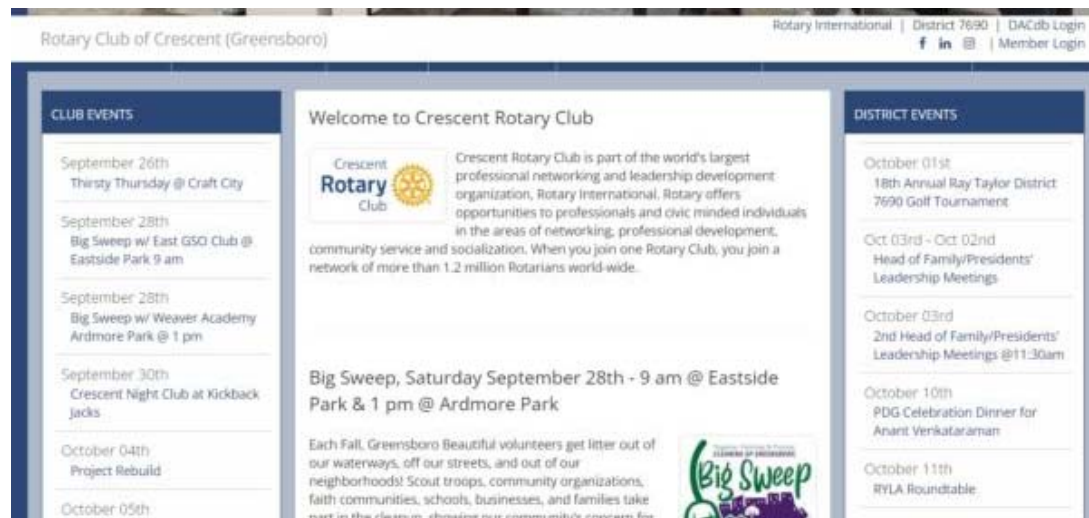 Rotary International | District 7690 | DACdb Login
Rotary Club of Crescent (Greensboro)
f in | Member Login
CLUB EVENTS
September 26th
Thirsty Thursday @ Craft City
September 28th
Big Sweep w/ East GSO Club @
Eastside Park 9 am
September 28th
Big Sweep w/ Weaver Academy
Ardmore Park @ 1 pm
September 30th
Crescent Night Club at Kickback
Jacks
October 04th
Project Rebuild
October 05th
Welcome to Crescent Rotary Club
Crescent
Rotary
Club
Crescent Rotary Club is part of the world's largest
professional networking and leadership development
organization, Rotary International. Rotary offers
opportunities to professionals and civic minded individuals
in the areas of networking, professional development,
community service and socialization. When you join one Rotary Club, you join a
network of more than 1.2 million Rotarians world-wide.
Big Sweep, Saturday September 28th - 9 am @ Eastside
Park & 1 pm @ Ardmore Park
Each Fall, Greensboro Beautiful volunteers get litter out of
our waterways, off our streets, and out of our
neighborhoods! Scout troops, community organizations,
faith communities, schools, businesses, and families take
part in the cleanup, showing our community's concern for
Big Sweep
DISTRICT EVENTS
October 01st
18th Annual Ray Taylor District
7690 Golf Tournament
Oct 03rd - Oct 02nd
Head of Family/Presidents'
Leadership Meetings
October 03rd
2nd Head of Family/Presidents'
Leadership Meetings @11:30am
October 10th
PDG Celebration Dinner for
Anant Venkataraman
October 11th
RYLA Roundtable